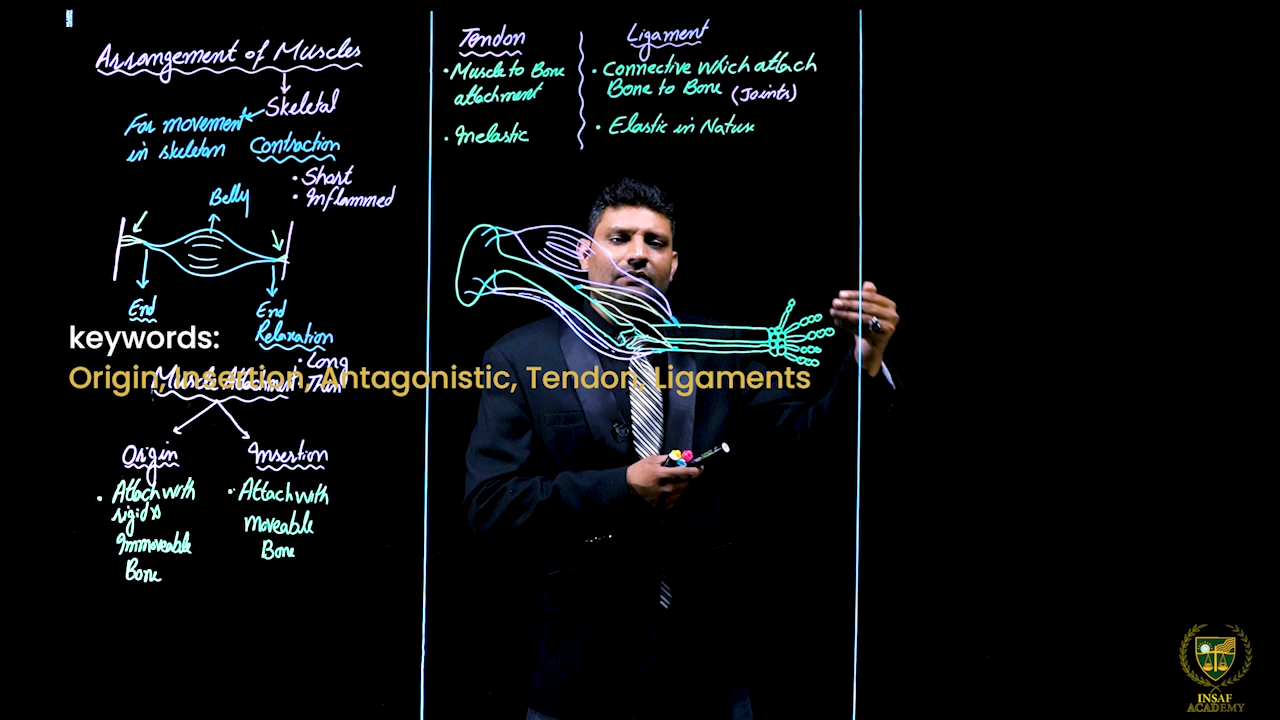 Arrangement of Muscles
Skeletal
For movement
in skeleton
Contraction
• Short
• Inflammed
Belly
End
End
Relaxation
• Long
Thin
keywords:
Origin, Insertion, Antagonistic, Tendon, Ligaments
Muscle Attachment
Origin
• Attach with
rigid &
Immoveable
Bone
Insertion
• Attach with
moveable
Bone
Tendon
• Muscle to Bone
attachment
• Inelastic
Ligament
• Connective which attach
Bone to Bone (Joints)
• Elastic in Nature
INSAF
ACADEMY